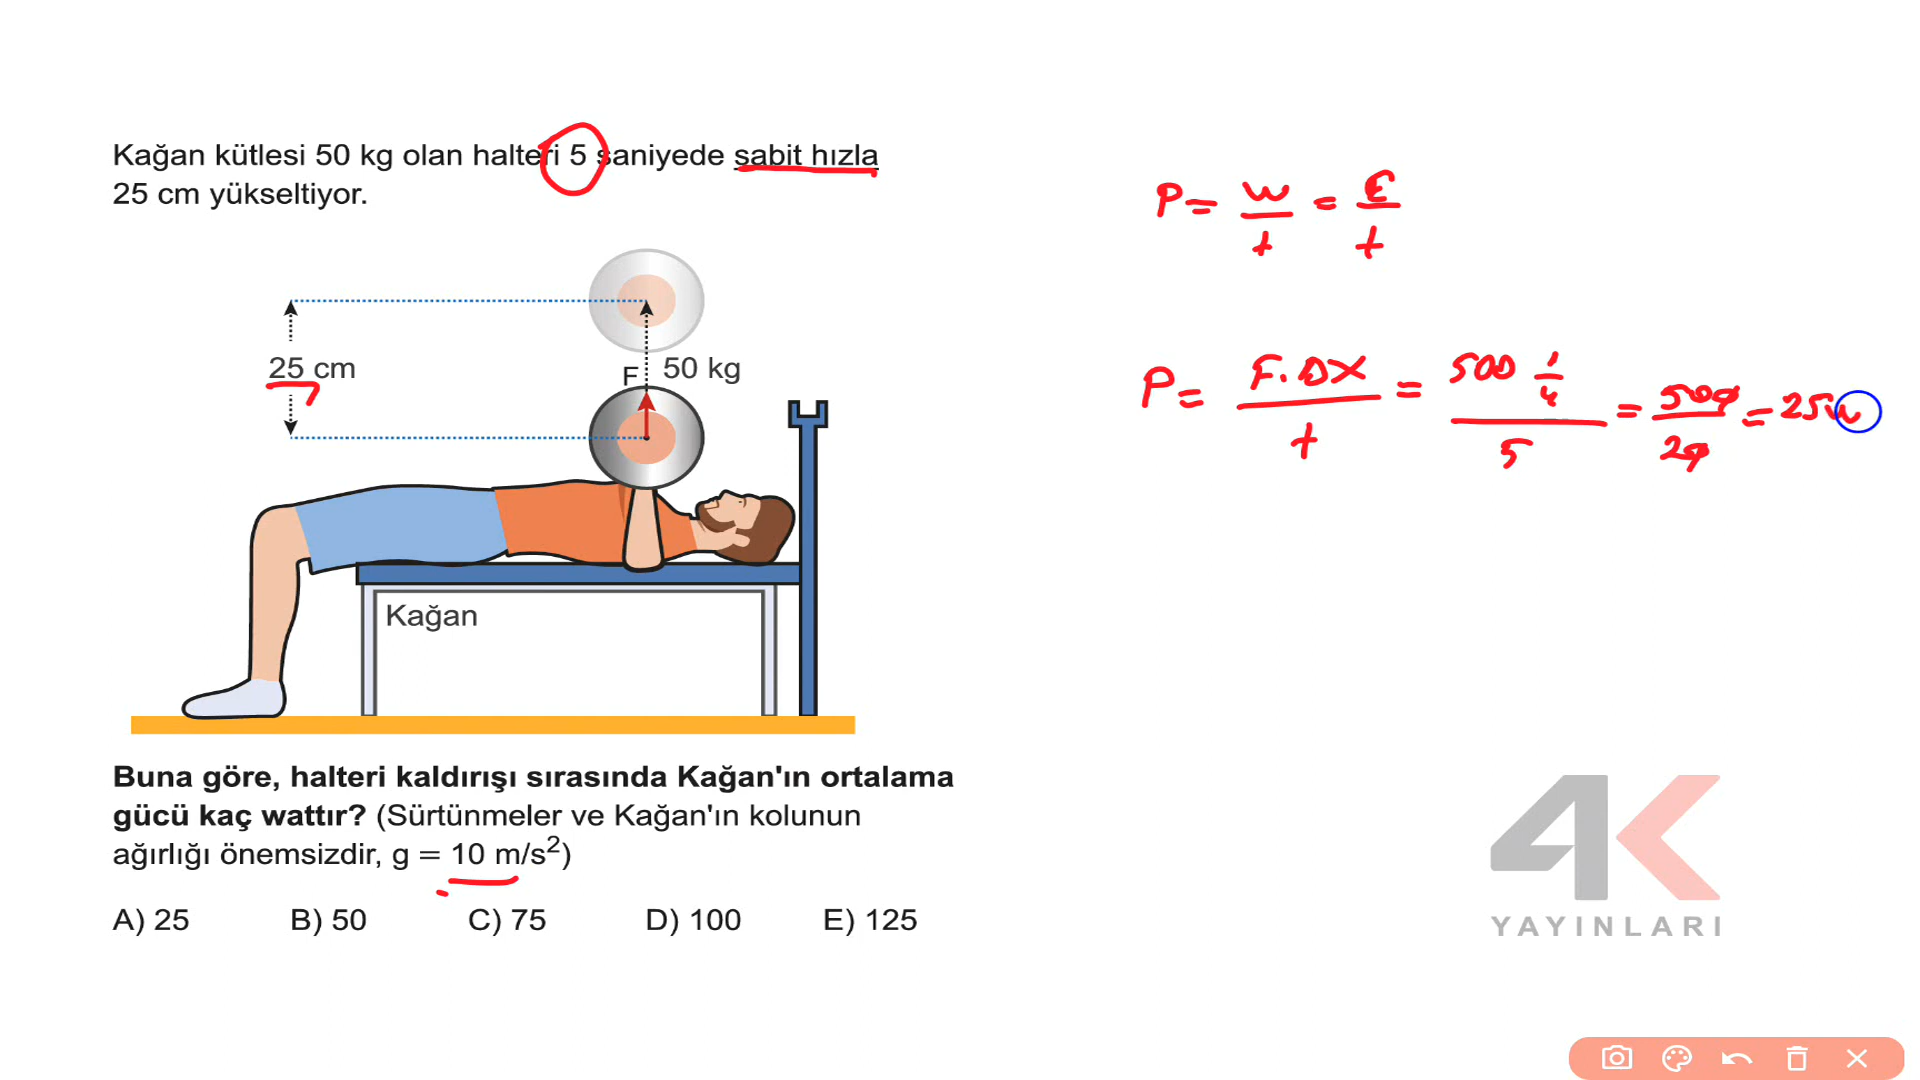 Kağan kütlesi 50 kg olan halteri 5 saniyede sabit hızla
25 cm yükseltiyor.
25 cm
F
50 kg
Kağan
Buna göre, halteri kaldırışı sırasında Kağan'ın ortalama
gücü kaç wattır? (Sürtünmeler ve Kağan'ın kolunun
ağırlığı önemsizdir, g = 10 m/s²)
A) 25 B) 50 C) 75 D) 100 E) 125
P = W/t = E/t
P = F.Δx/t = 500 1/4 / 5 = 500/20 = 25W
4K
YAYINLARI